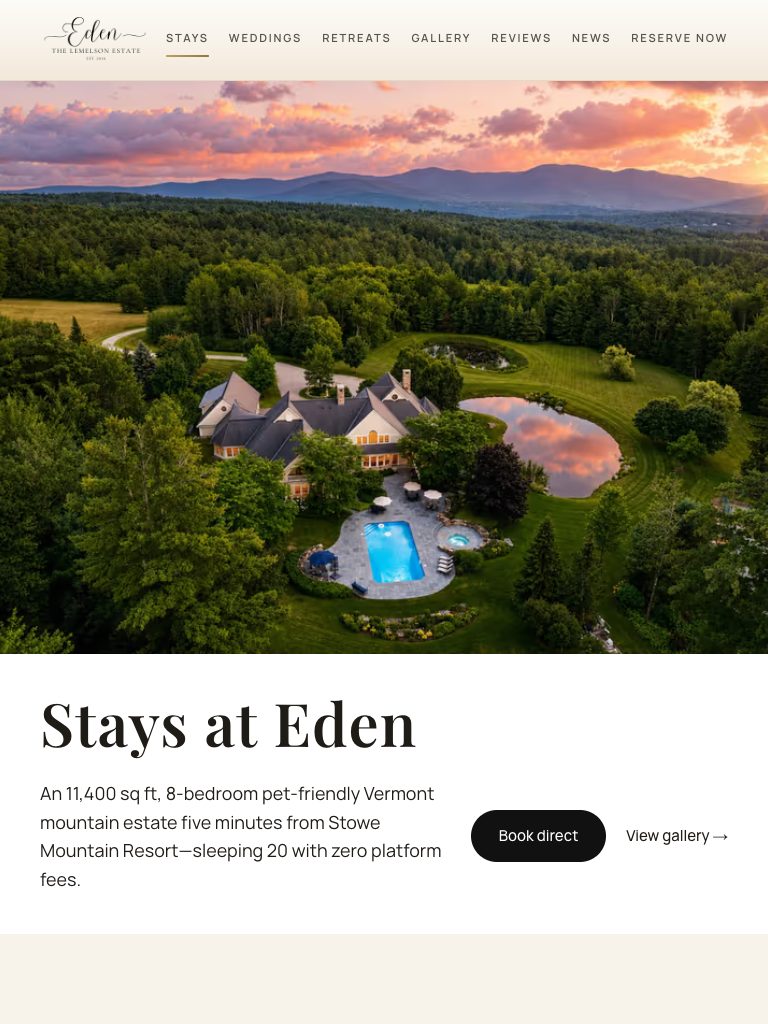 Eden
THE LEMELSON ESTATE
STAYS
WEDDINGS
RETREATS
GALLERY
REVIEWS
NEWS
RESERVE NOW
Stays at Eden
An 11,400 sq ft, 8-bedroom pet-friendly Vermont
mountain estate five minutes from Stowe
Mountain Resort—sleeping 20 with zero platform
fees.
Book direct
View gallery →